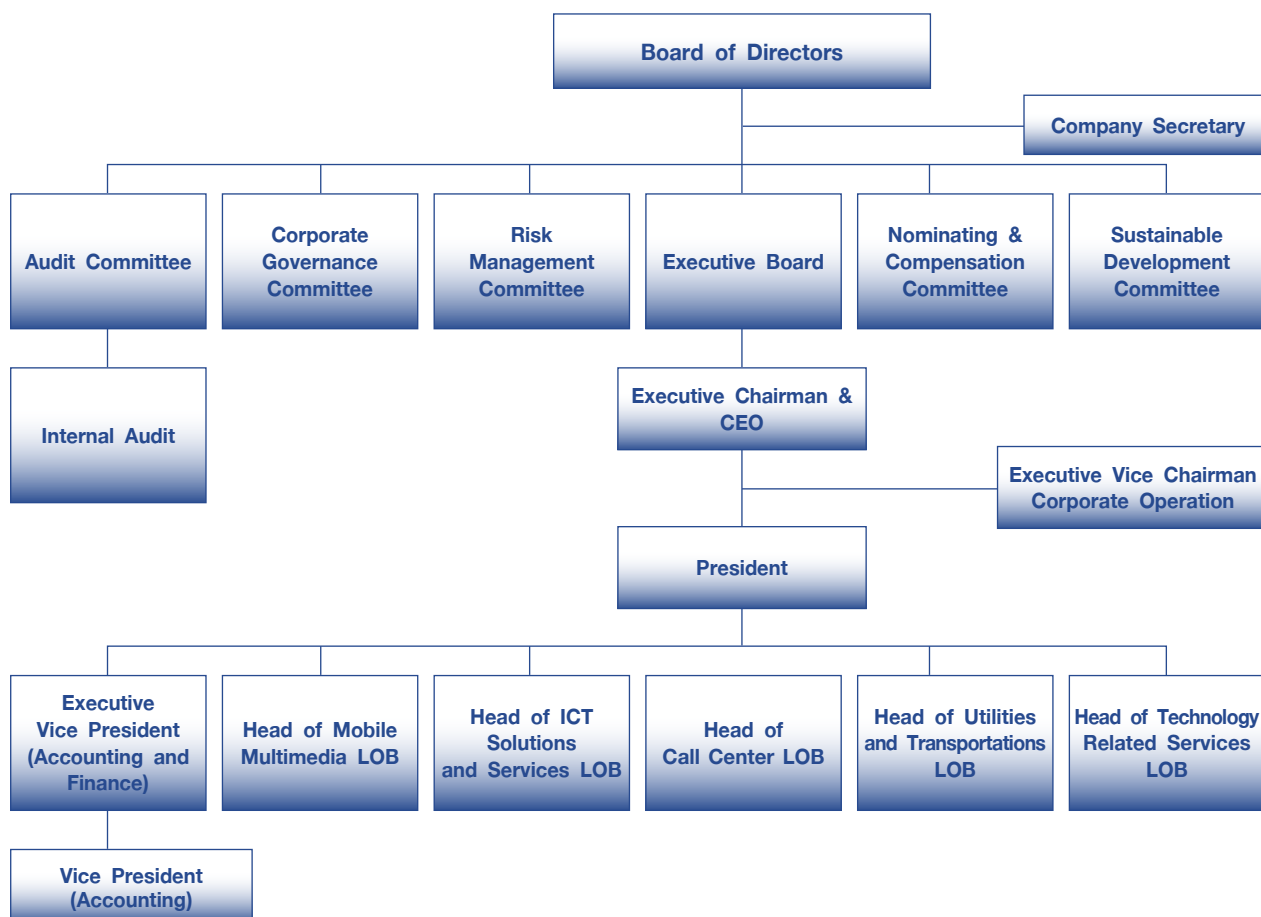 Board of Directors
Company Secretary
Audit Committee
Corporate
Governance
Committee
Risk
Management
Committee
Executive Board
Nominating &
Compensation
Committee
Sustainable
Development
Committee
Internal Audit
Executive Chairman &
CEO
Executive Vice Chairman
Corporate Operation
President
Executive
Vice President
(Accounting and
Finance)
Head of Mobile
Multimedia LOB
Head of ICT
Solutions
and Services LOB
Head of
Call Center LOB
Head of Utilities
and Transportations
LOB
Head of Technology
Related Services
LOB
Vice President
(Accounting)